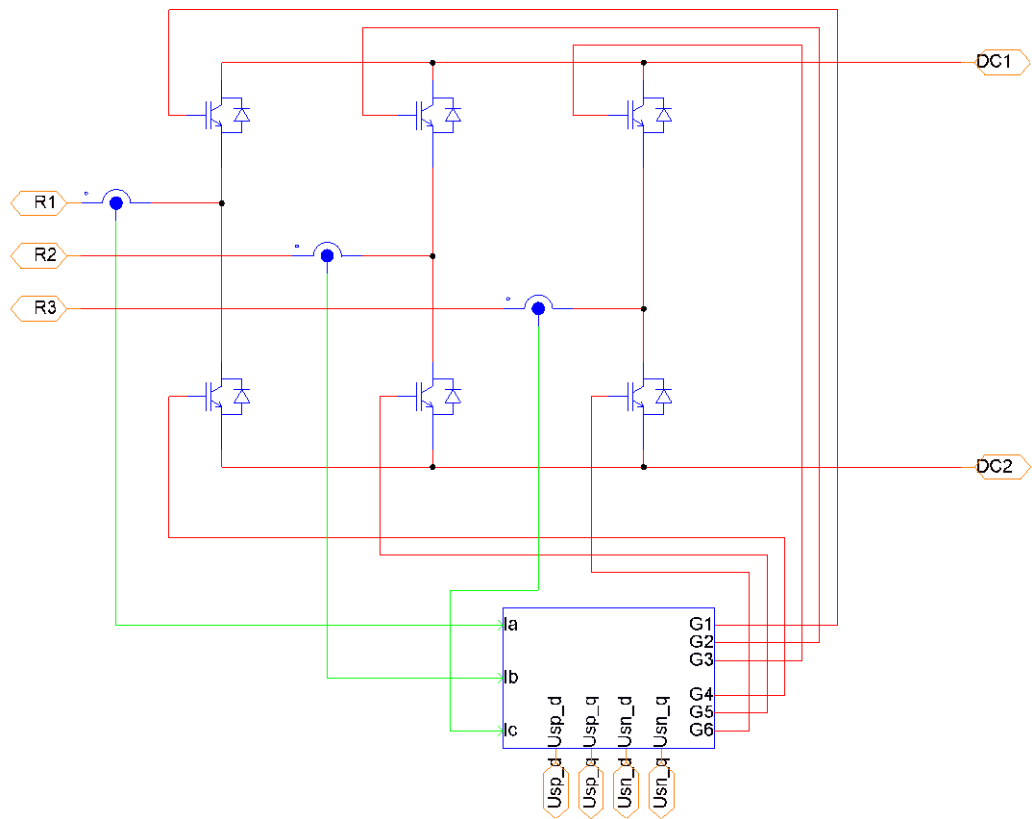 DC1
R1
R2
R3
DC2
Ia
G1
G2
G3
Ib
G4
G5
Ic
G6
Usp_d
Usp_q
Usn_d
Usn_q
Usp_d
Usp_q
Usn_d
Usn_q